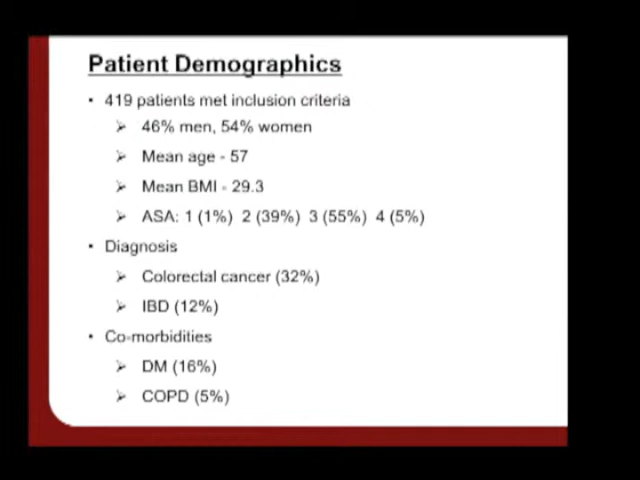 Patient Demographics
• 419 patients met inclusion criteria
➢ 46% men, 54% women
➢ Mean age - 57
➢ Mean BMI - 29.3
➢ ASA: 1 (1%) 2 (39%) 3 (55%) 4 (5%)
• Diagnosis
➢ Colorectal cancer (32%)
➢ IBD (12%)
• Co-morbidities
➢ DM (16%)
➢ COPD (5%)